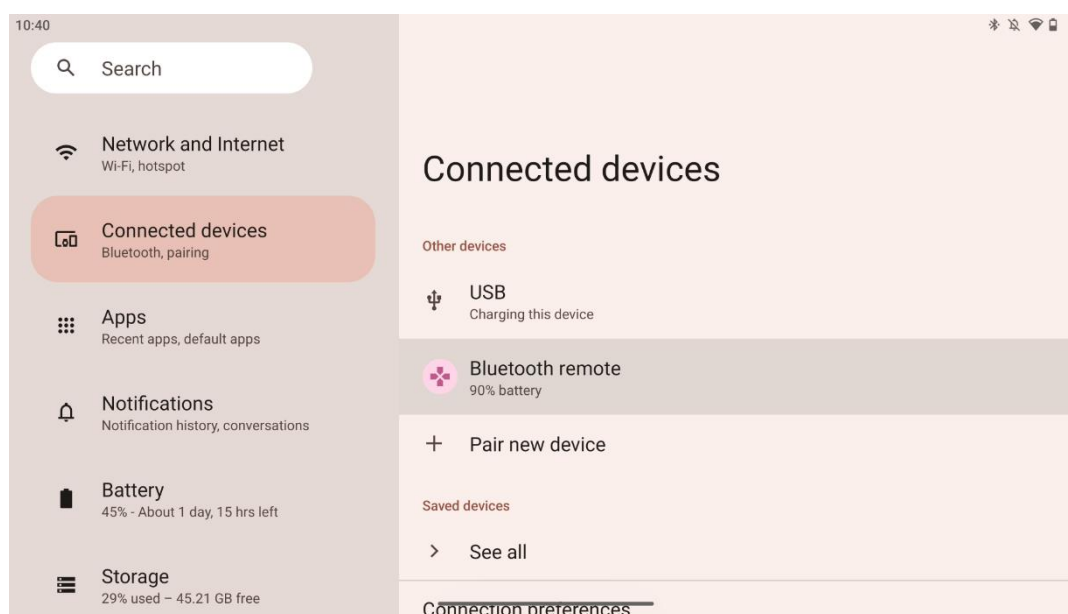 10:40
Search
Network and Internet
Wi-Fi, hotspot
Connected devices
Bluetooth, pairing
Apps
Recent apps, default apps
Notifications
Notification history, conversations
Battery
45% - About 1 day, 15 hrs left
Storage
29% used – 45.21 GB free
Connected devices
Other devices
USB
Charging this device
Bluetooth remote
90% battery
Pair new device
Saved devices
See all
Connection preferences